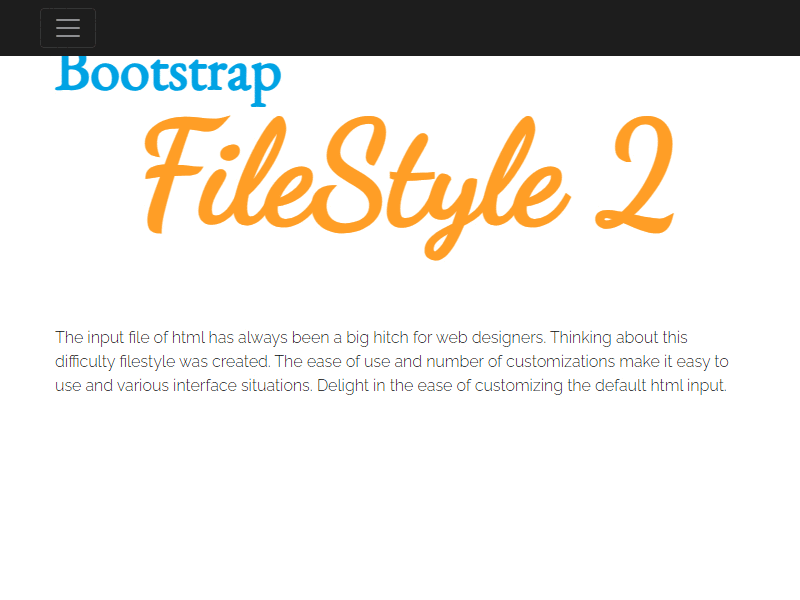 Bootstrap
FileStyle 2
The input file of html has always been a big hitch for web designers. Thinking about this
difficulty filestyle was created. The ease of use and number of customizations make it easy to
use and various interface situations. Delight in the ease of customizing the default html input.